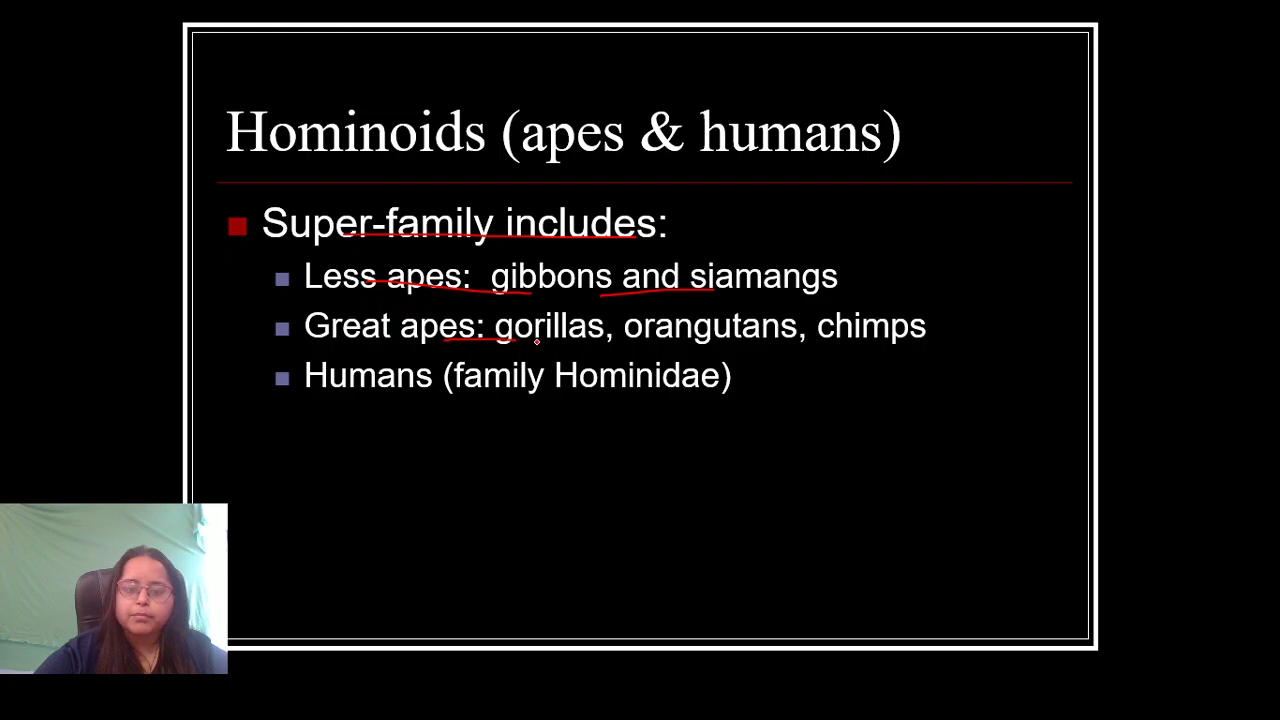 Hominoids (apes & humans)
Super-family includes:
Less apes: gibbons and siamangs
Great apes: gorillas, orangutans, chimps
Humans (family Hominidae)